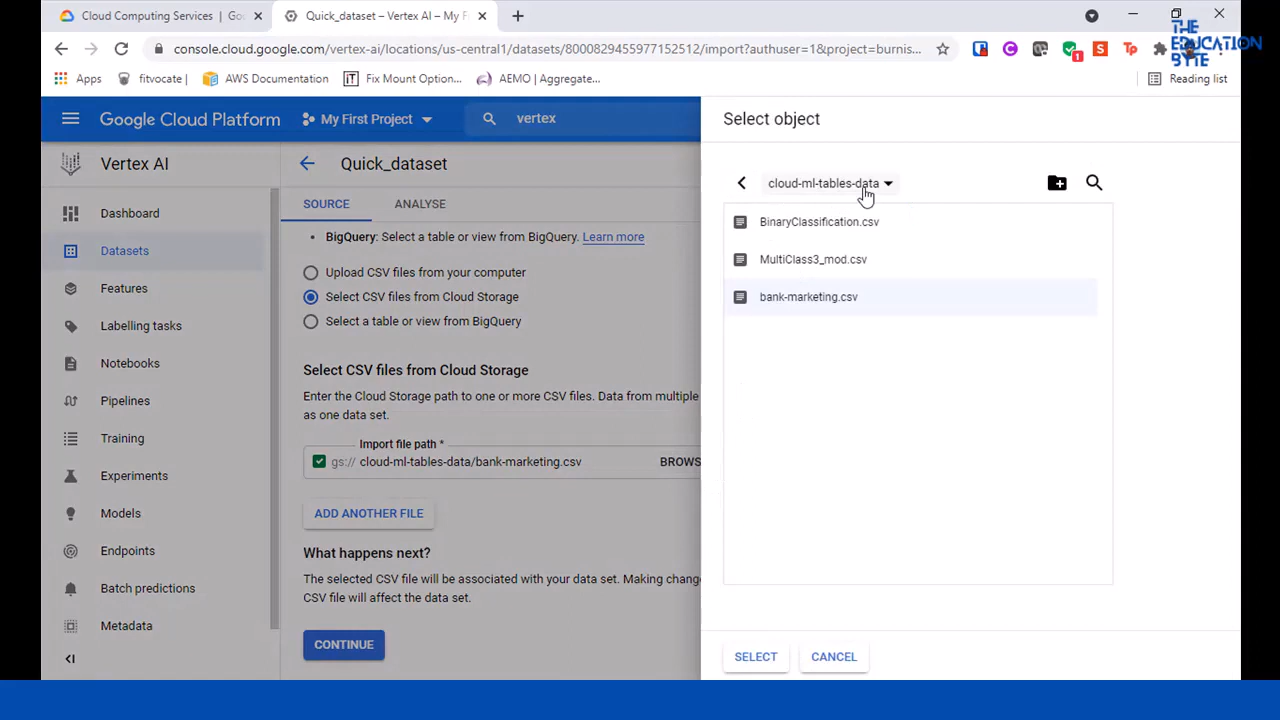 Cloud Computing Services | Go
Quick_dataset – Vertex AI – My F
console.cloud.google.com/vertex-ai/locations/us-central1/datasets/8000829455977152512/import?authuser=1&project=burnis...
Apps
fitvocate |
AWS Documentation
Fix Mount Option...
AEMO | Aggregate...
Reading list
THE
EDUCATION
BYTE
Google Cloud Platform
My First Project
vertex
Vertex AI
Dashboard
Datasets
Features
Labelling tasks
Notebooks
Pipelines
Training
Experiments
Models
Endpoints
Batch predictions
Metadata
Quick_dataset
SOURCE
ANALYSE
• BigQuery: Select a table or view from BigQuery. Learn more
Upload CSV files from your computer
Select CSV files from Cloud Storage
Select a table or view from BigQuery
Select CSV files from Cloud Storage
Enter the Cloud Storage path to one or more CSV files. Data from multiple
as one data set.
Import file path *
gs:// cloud-ml-tables-data/bank-marketing.csv
BROWS
ADD ANOTHER FILE
What happens next?
The selected CSV file will be associated with your data set. Making change
CSV file will affect the data set.
CONTINUE
Select object
cloud-ml-tables-data
BinaryClassification.csv
MultiClass3_mod.csv
bank-marketing.csv
SELECT
CANCEL